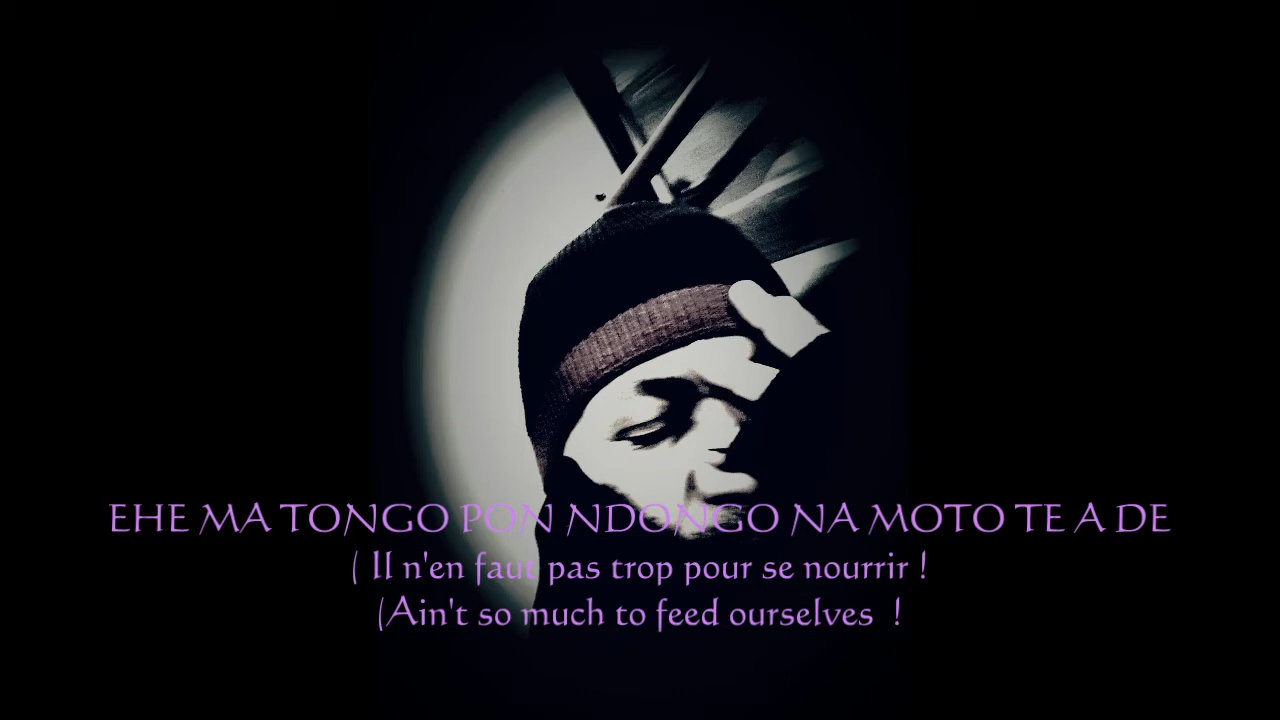 EHE MA TONGO PON NDONGO NA MOTO TE A DE
( Il n'en faut pas trop pour se nourrir !
(Ain't so much to feed ourselves  !